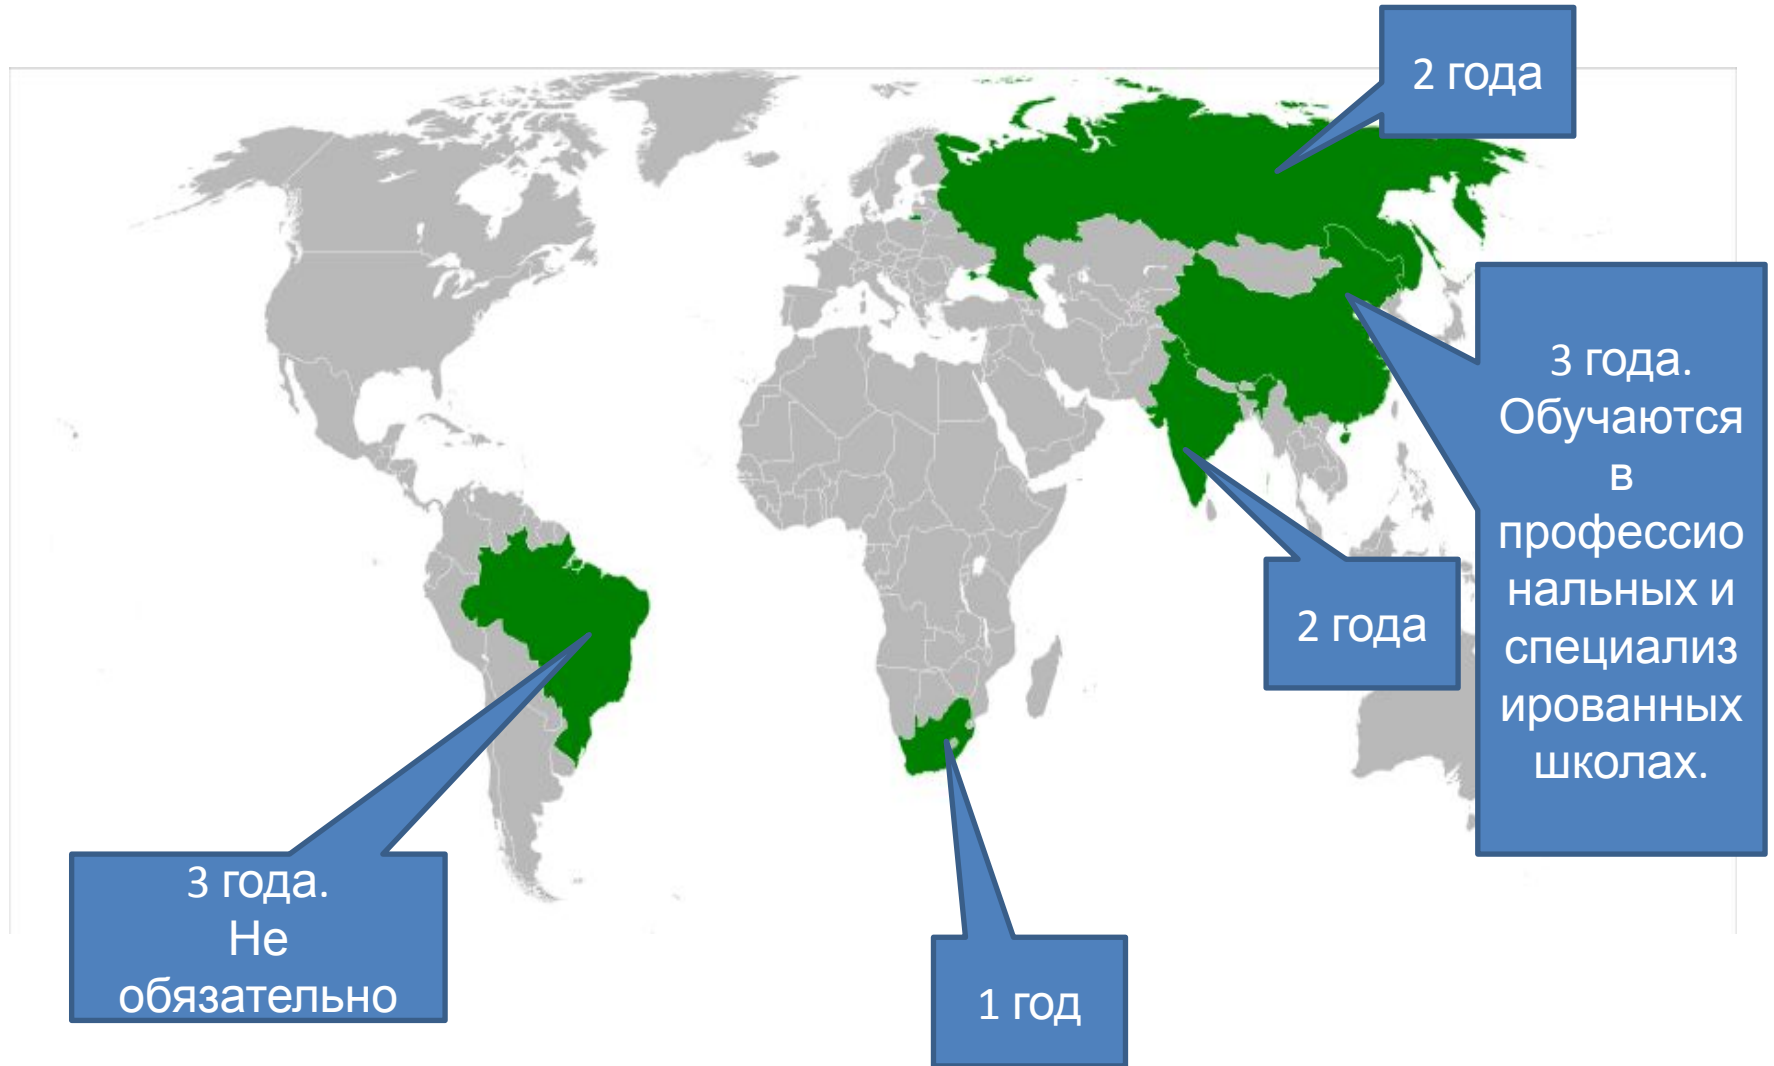 2 года
3 года.
Обучаются
в
профессио
нальных и
специализ
ированных
школах.
2 года
3 года.
Не
обязательно
1 год